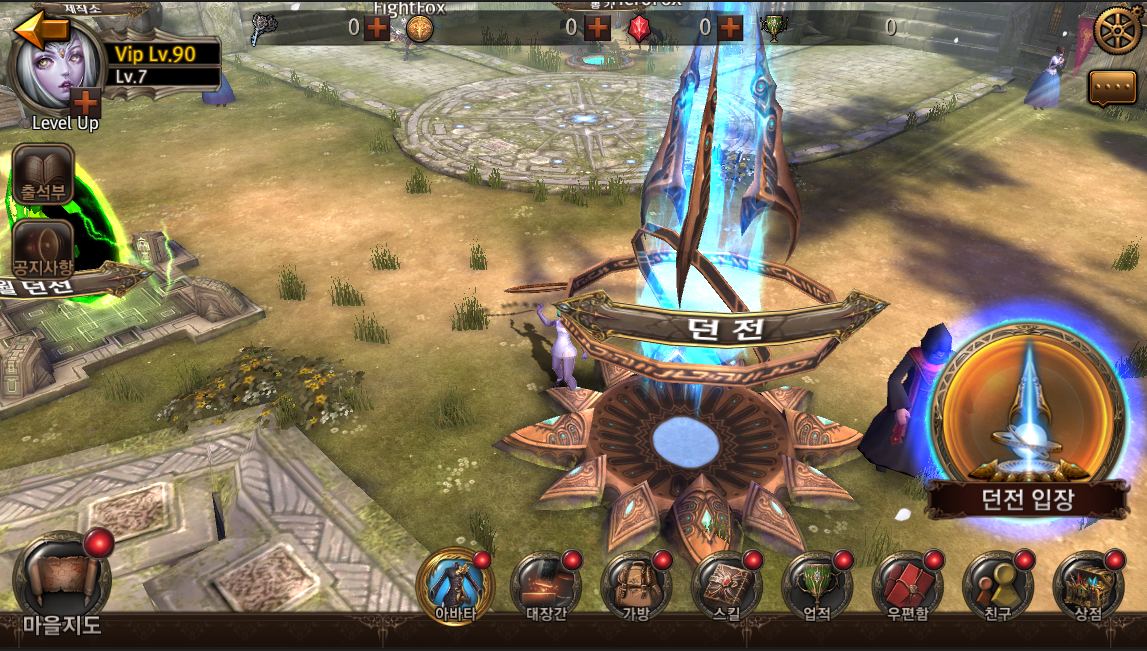 제작소
FightFox
HeroFox
0
0
0
0
Vip Lv.90
Lv.7
Level Up
출석부
공지사항
던전
던전 입장
마을지도
아바타
대장간
가방
스킬
업적
우편함
친구
상점